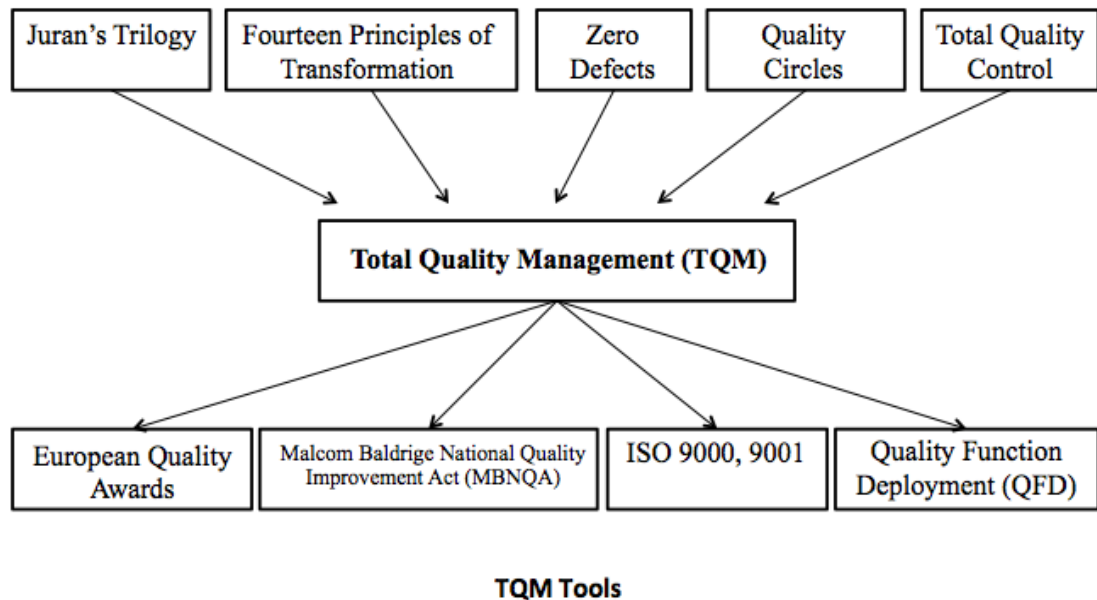 Juran's Trilogy
Fourteen Principles of
Transformation
Zero
Defects
Quality
Circles
Total Quality
Control
Total Quality Management (TQM)
European Quality
Awards
Malcom Baldrige National Quality
Improvement Act (MBNQA)
ISO 9000, 9001
Quality Function
Deployment (QFD)
TQM Tools